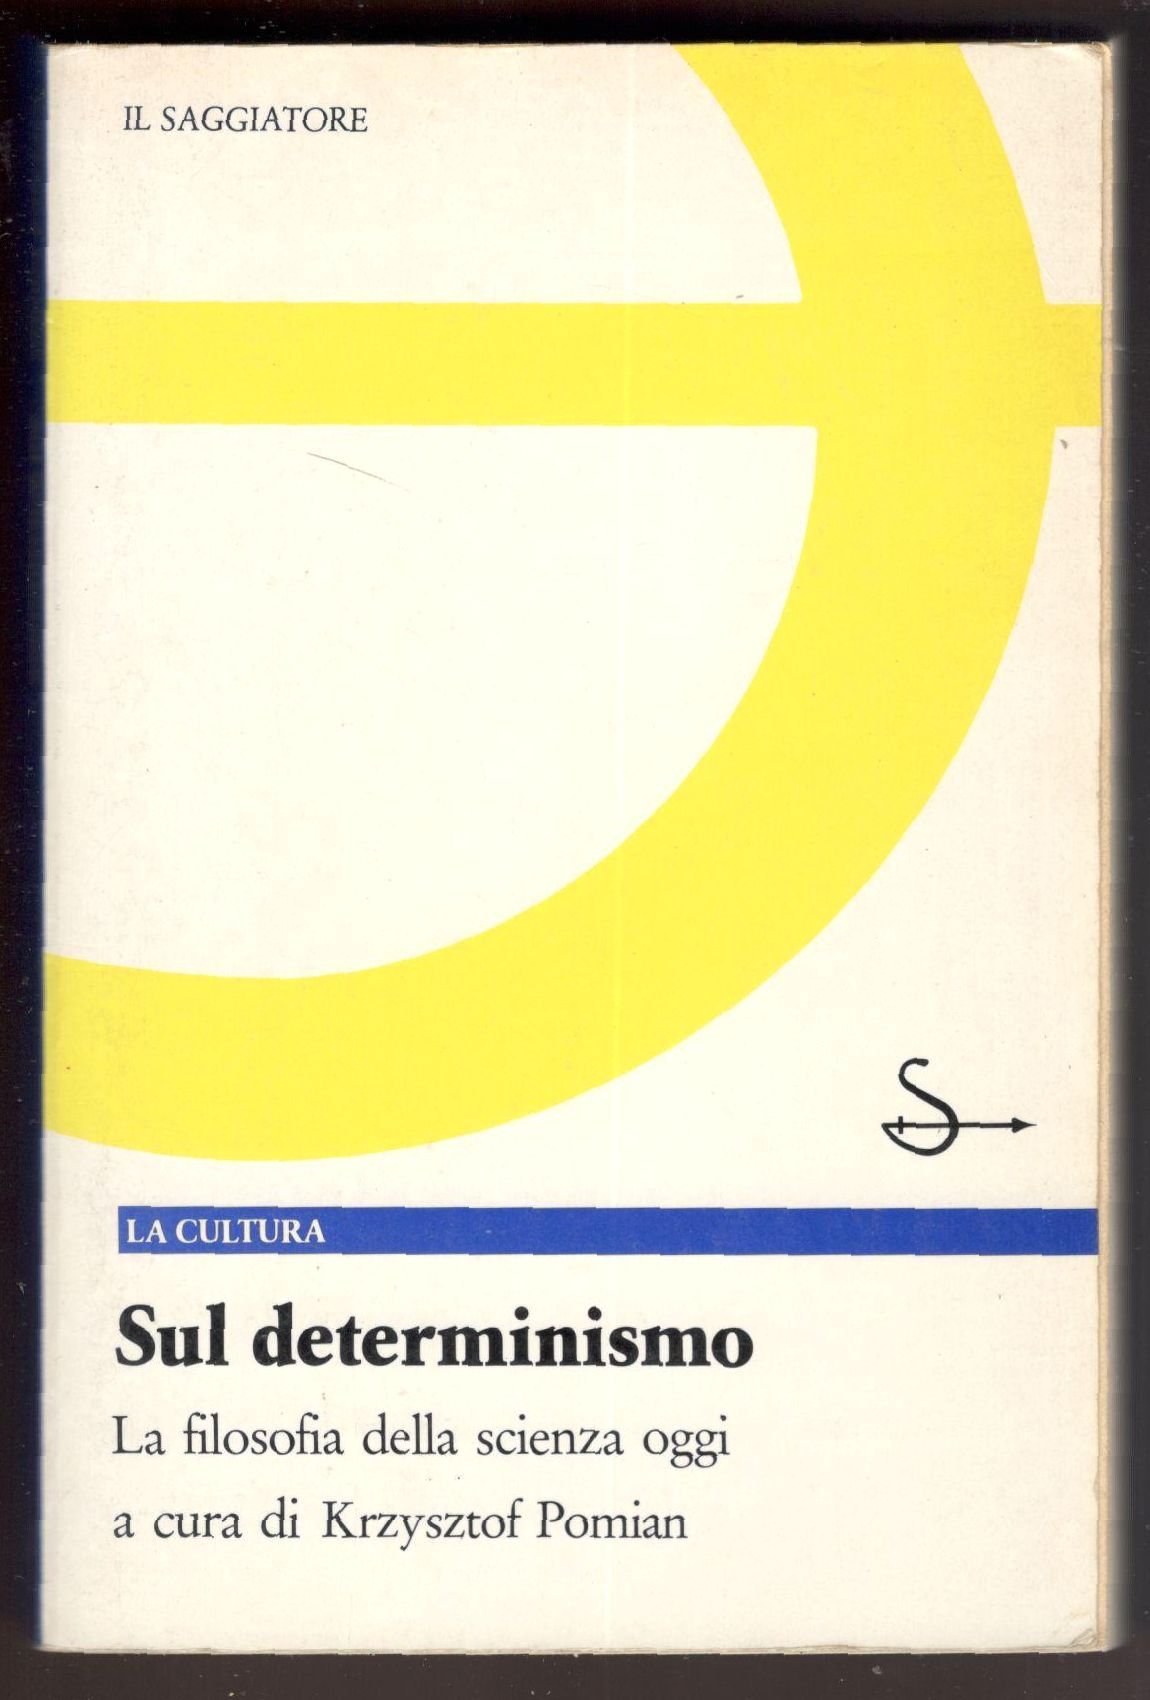 IL SAGGIATORE
LA CULTURA
Sul determinismo
La filosofia della scienza oggi
a cura di Krzysztof Pomian